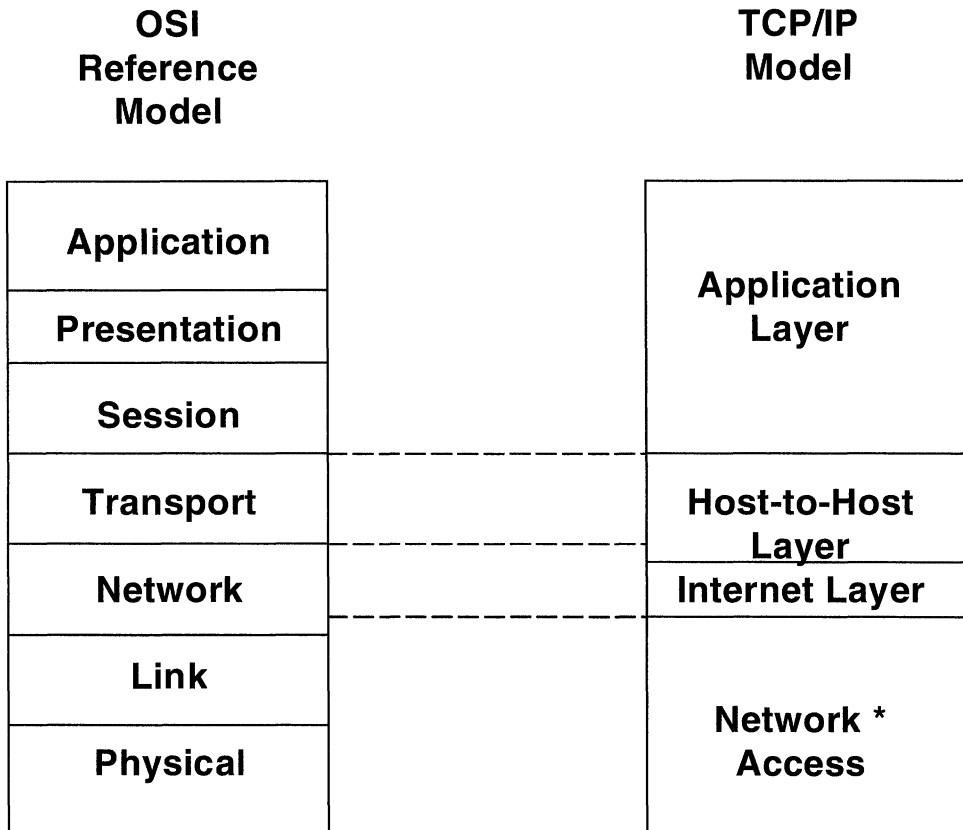 OSI
Reference
Model
Application
Presentation
Session
Transport
Network
Link
Physical
TCP/IP
Model
Application
Layer
Host-to-Host
Layer
Internet Layer
Network *
Access